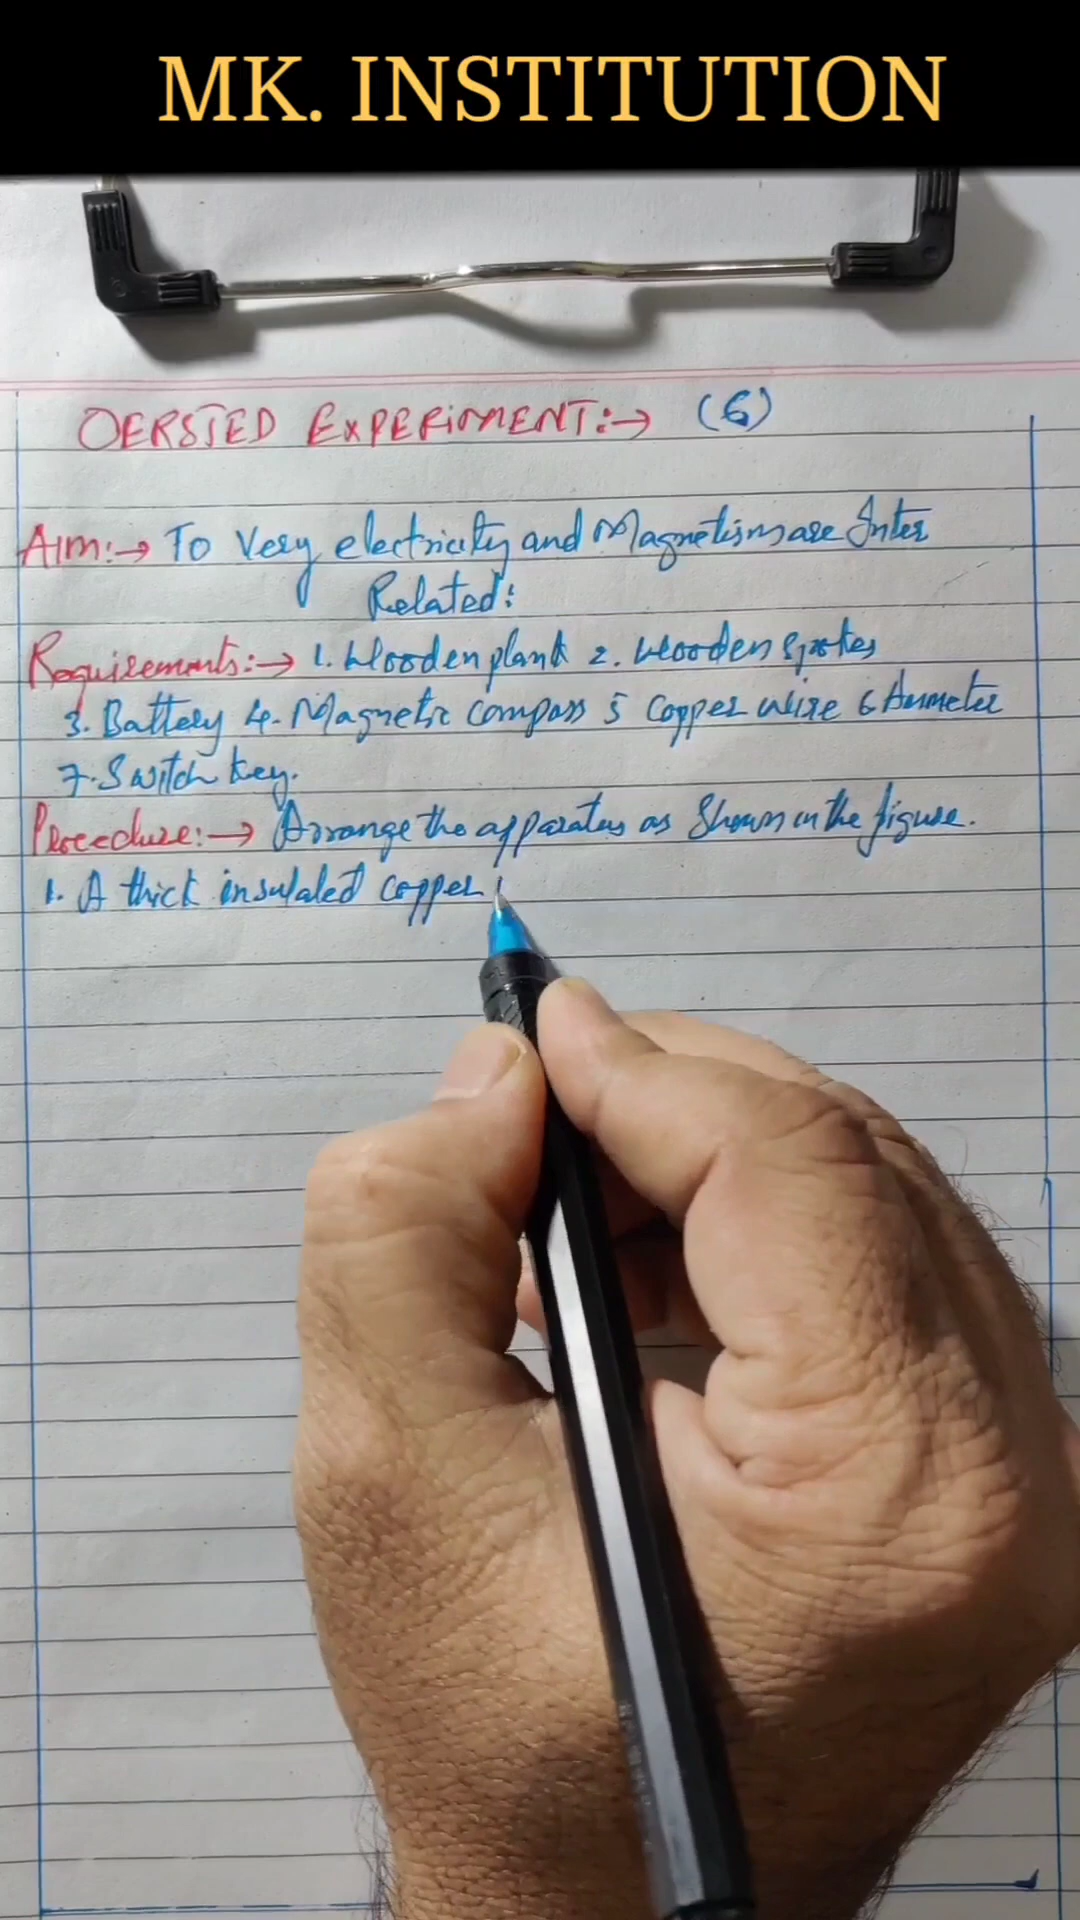 MK. INSTITUTION
OERSTED EXPERIMENT:→ (6)
Aim:→ To Very electricity and Magnetism are Inter
Related:
Requirements:→ 1. Wooden plank 2. Wooden spokes
3. Battery 4. Magnetic compass 5 Copper wire 6 Ammeter
7. Switch key.
Procedure:→ Arrange the apparatus as Shown in the figure.
1. A thick insulated copper